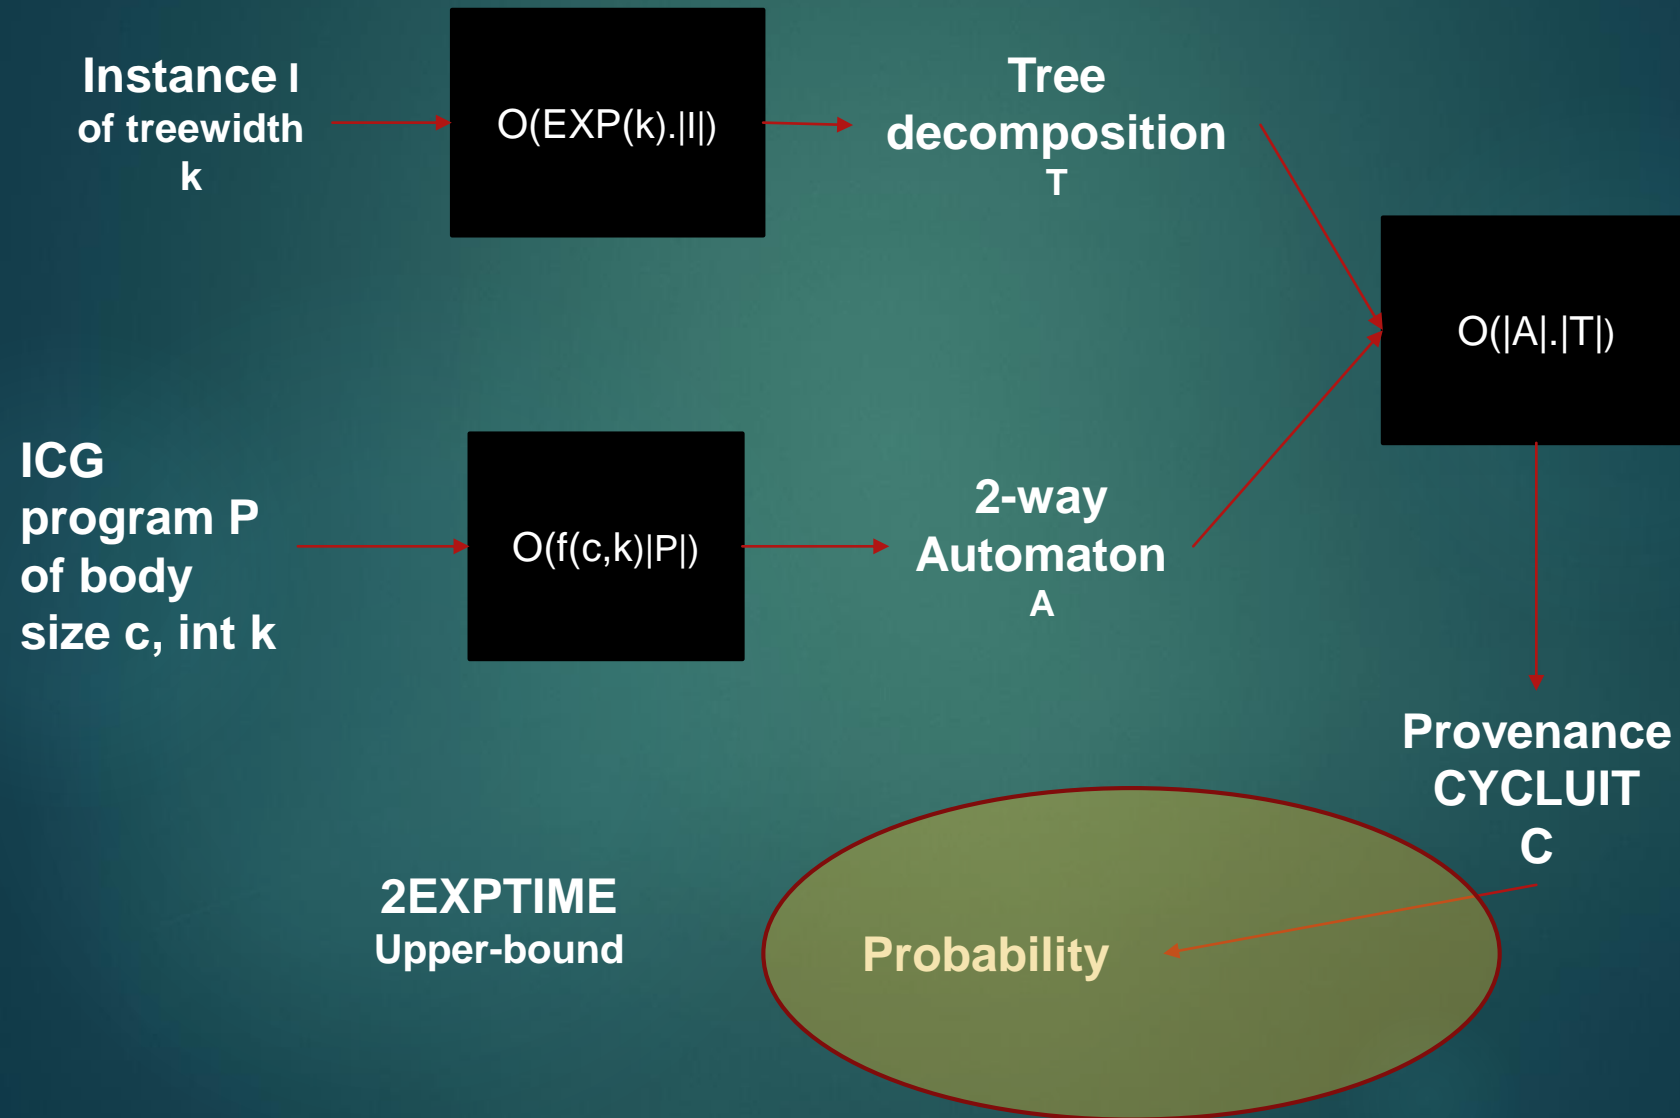 Instance I
of treewidth
k
O(EXP(k).|I|)
Tree
decomposition
T
O(|A|.|T|)
ICG
program P
of body
size c, int k
O(f(c,k)|P|)
2-way
Automaton
A
Provenance
CYCLUIT
C
2EXPTIME
Upper-bound
Probability